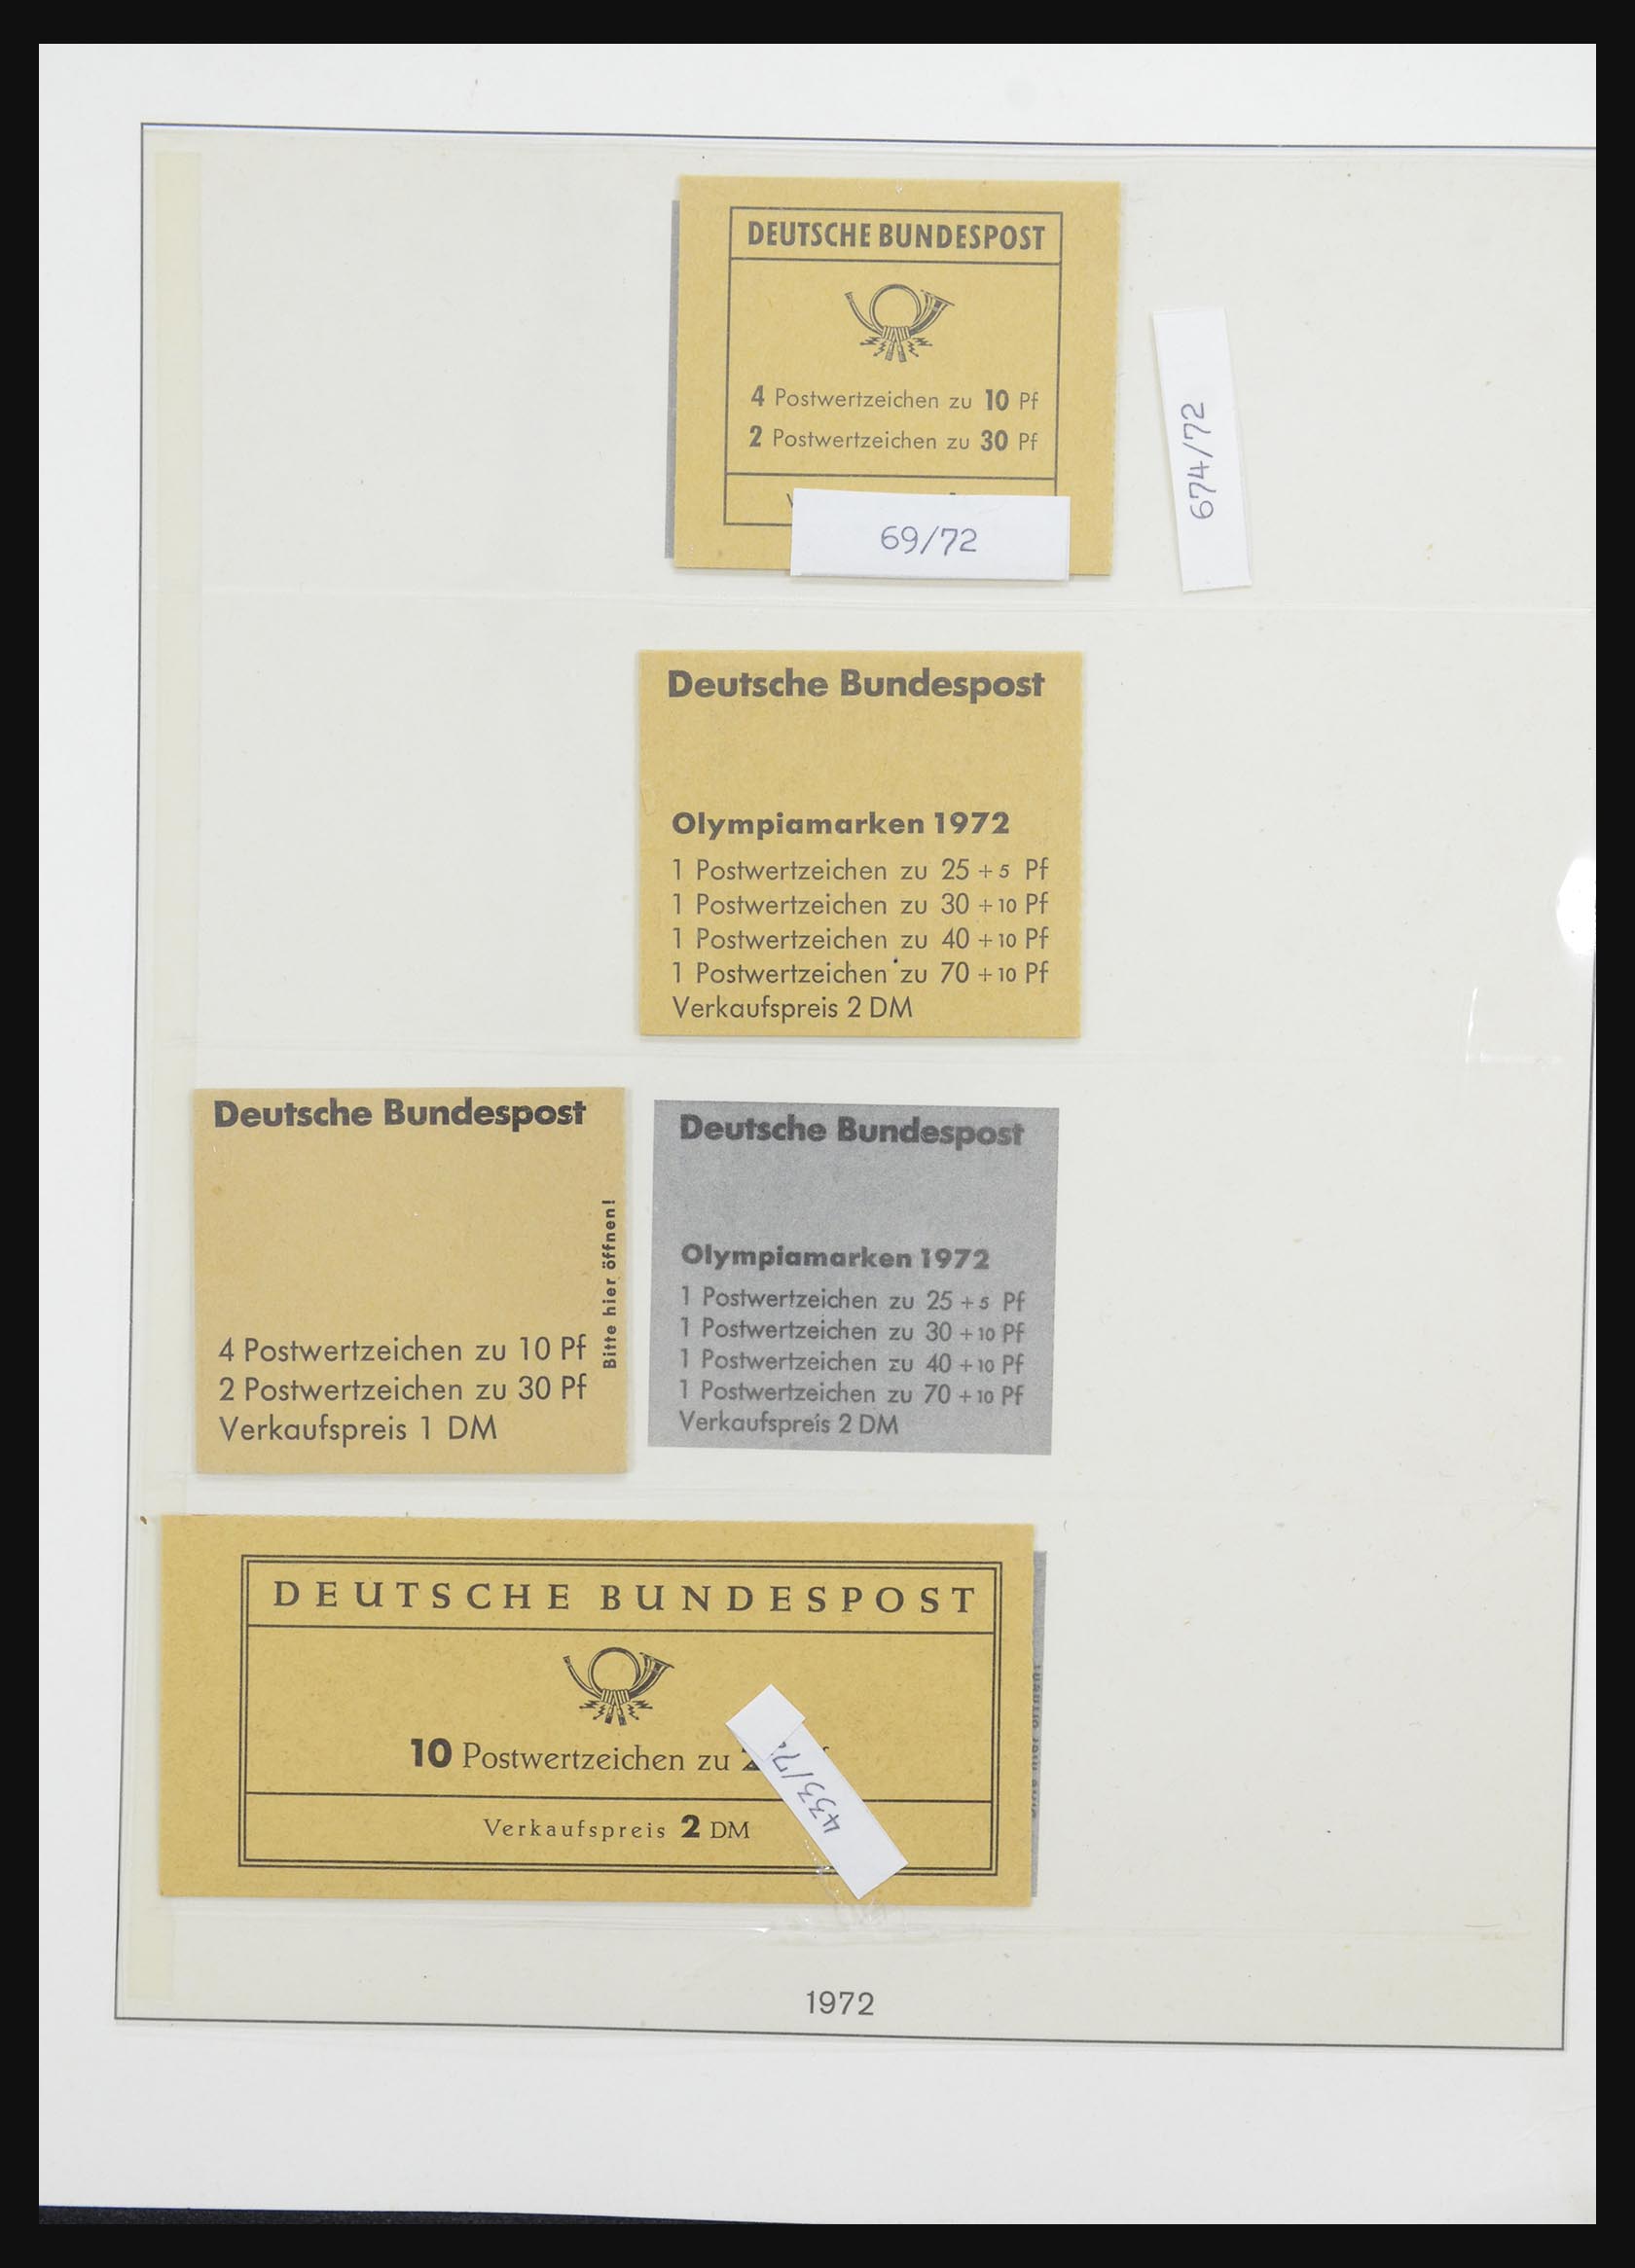 DEUTSCHE BUNDESPOST
4 Postwertzeichen zu 10 Pf
2 Postwertzeichen zu 30 Pf
69/72
674/72
Deutsche Bundespost
Olympiamarken 1972
1 Postwertzeichen zu 25 + 5 Pf
1 Postwertzeichen zu 30 + 10 Pf
1 Postwertzeichen zu 40 + 10 Pf
1 Postwertzeichen zu 70 + 10 Pf
Verkaufspreis 2 DM
Deutsche Bundespost
Bitte hier öffnen!
4 Postwertzeichen zu 10 Pf
2 Postwertzeichen zu 30 Pf
Verkaufspreis 1 DM
Deutsche Bundespost
Olympiamarken 1972
1 Postwertzeichen zu 25 + 5 Pf
1 Postwertzeichen zu 30 + 10 Pf
1 Postwertzeichen zu 40 + 10 Pf
1 Postwertzeichen zu 70 + 10 Pf
Verkaufspreis 2 DM
DEUTSCHE BUNDESPOST
10 Postwertzeichen zu
Verkaufspreis 2 DM
1972